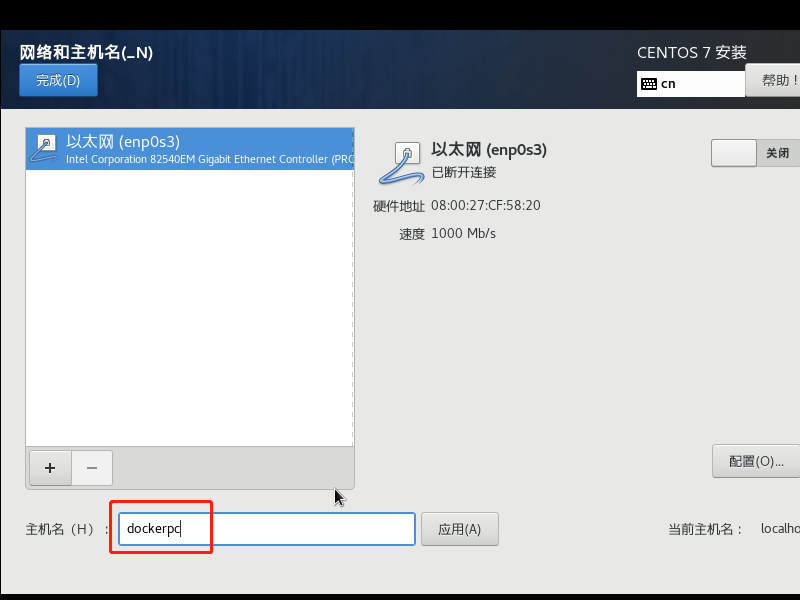 网络和主机名(_N)
CENTOS 7 安装
完成(D)
cn
帮助！
以太网 (enp0s3)
Intel Corporation 82540EM Gigabit Ethernet Controller (PRO
以太网 (enp0s3)
已断开连接
关闭
硬件地址 08:00:27:CF:58:20
速度 1000 Mb/s
+
−
配置(O)...
主机名（H）：
dockerpc
应用(A)
当前主机名：
localho